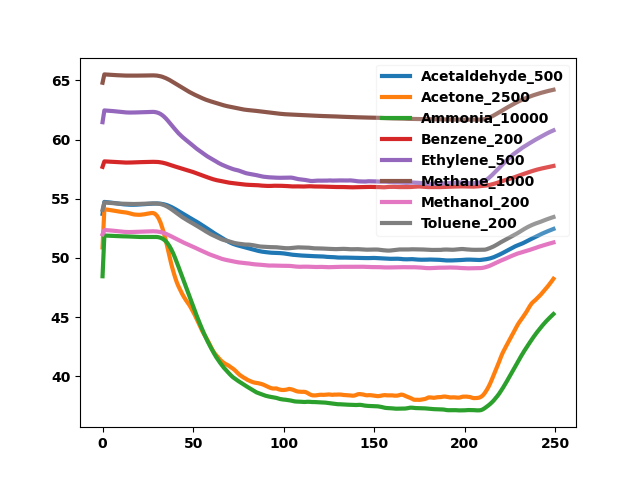 65
60
55
50
45
40
0 50 100 150 200 250
Acetaldehyde_500
Acetone_2500
Ammonia_10000
Benzene_200
Ethylene_500
Methane_1000
Methanol_200
Toluene_200